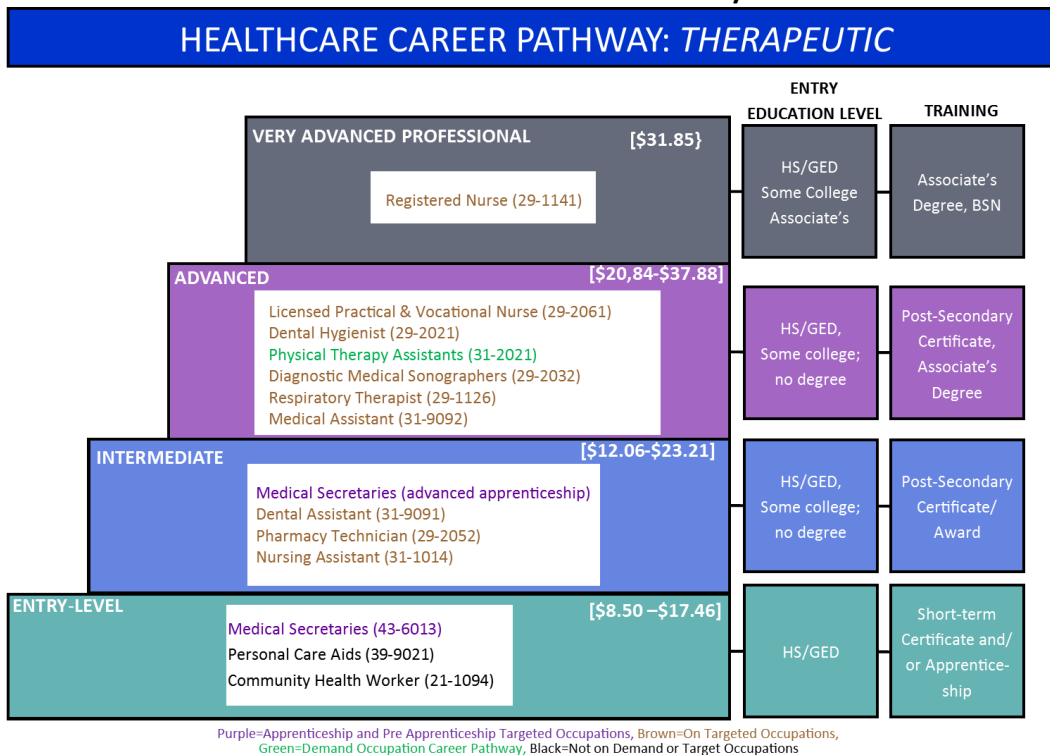 HEALTHCARE CAREER PATHWAY: THERAPEUTIC
ENTRY
EDUCATION LEVEL
TRAINING
VERY ADVANCED PROFESSIONAL
[$31.85}
Registered Nurse (29-1141)
HS/GED
Some College
Associate's
Associate's
Degree, BSN
ADVANCED
[$20,84-$37.88]
Licensed Practical & Vocational Nurse (29-2061)
Dental Hygienist (29-2021)
Physical Therapy Assistants (31-2021)
Diagnostic Medical Sonographers (29-2032)
Respiratory Therapist (29-1126)
Medical Assistant (31-9092)
HS/GED,
Some college;
no degree
Post-Secondary
Certificate,
Associate's
Degree
INTERMEDIATE
[$12.06-$23.21]
Medical Secretaries (advanced apprenticeship)
Dental Assistant (31-9091)
Pharmacy Technician (29-2052)
Nursing Assistant (31-1014)
HS/GED,
Some college;
no degree
Post-Secondary
Certificate/
Award
ENTRY-LEVEL
[$8.50 –$17.46]
Medical Secretaries (43-6013)
Personal Care Aids (39-9021)
Community Health Worker (21-1094)
HS/GED
Short-term
Certificate and/
or Apprentice-
ship
Purple=Apprenticeship and Pre Apprenticeship Targeted Occupations, Brown=On Targeted Occupations,
Green=Demand Occupation Career Pathway, Black=Not on Demand or Target Occupations